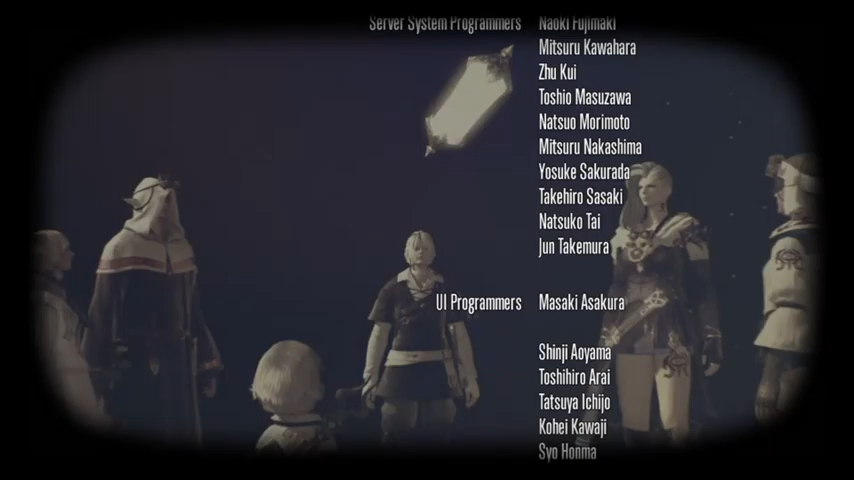 Server System Programmers Naoki Fujimaki
Mitsuru Kawahara
Zhu Kui
Toshio Masuzawa
Natsuo Morimoto
Mitsuru Nakashima
Yosuke Sakurada
Takehiro Sasaki
Natsuko Tai
Jun Takemura
UI Programmers Masaki Asakura
Shinji Aoyama
Toshihiro Arai
Tatsuya Ichijo
Kohei Kawaji
Syo Honma